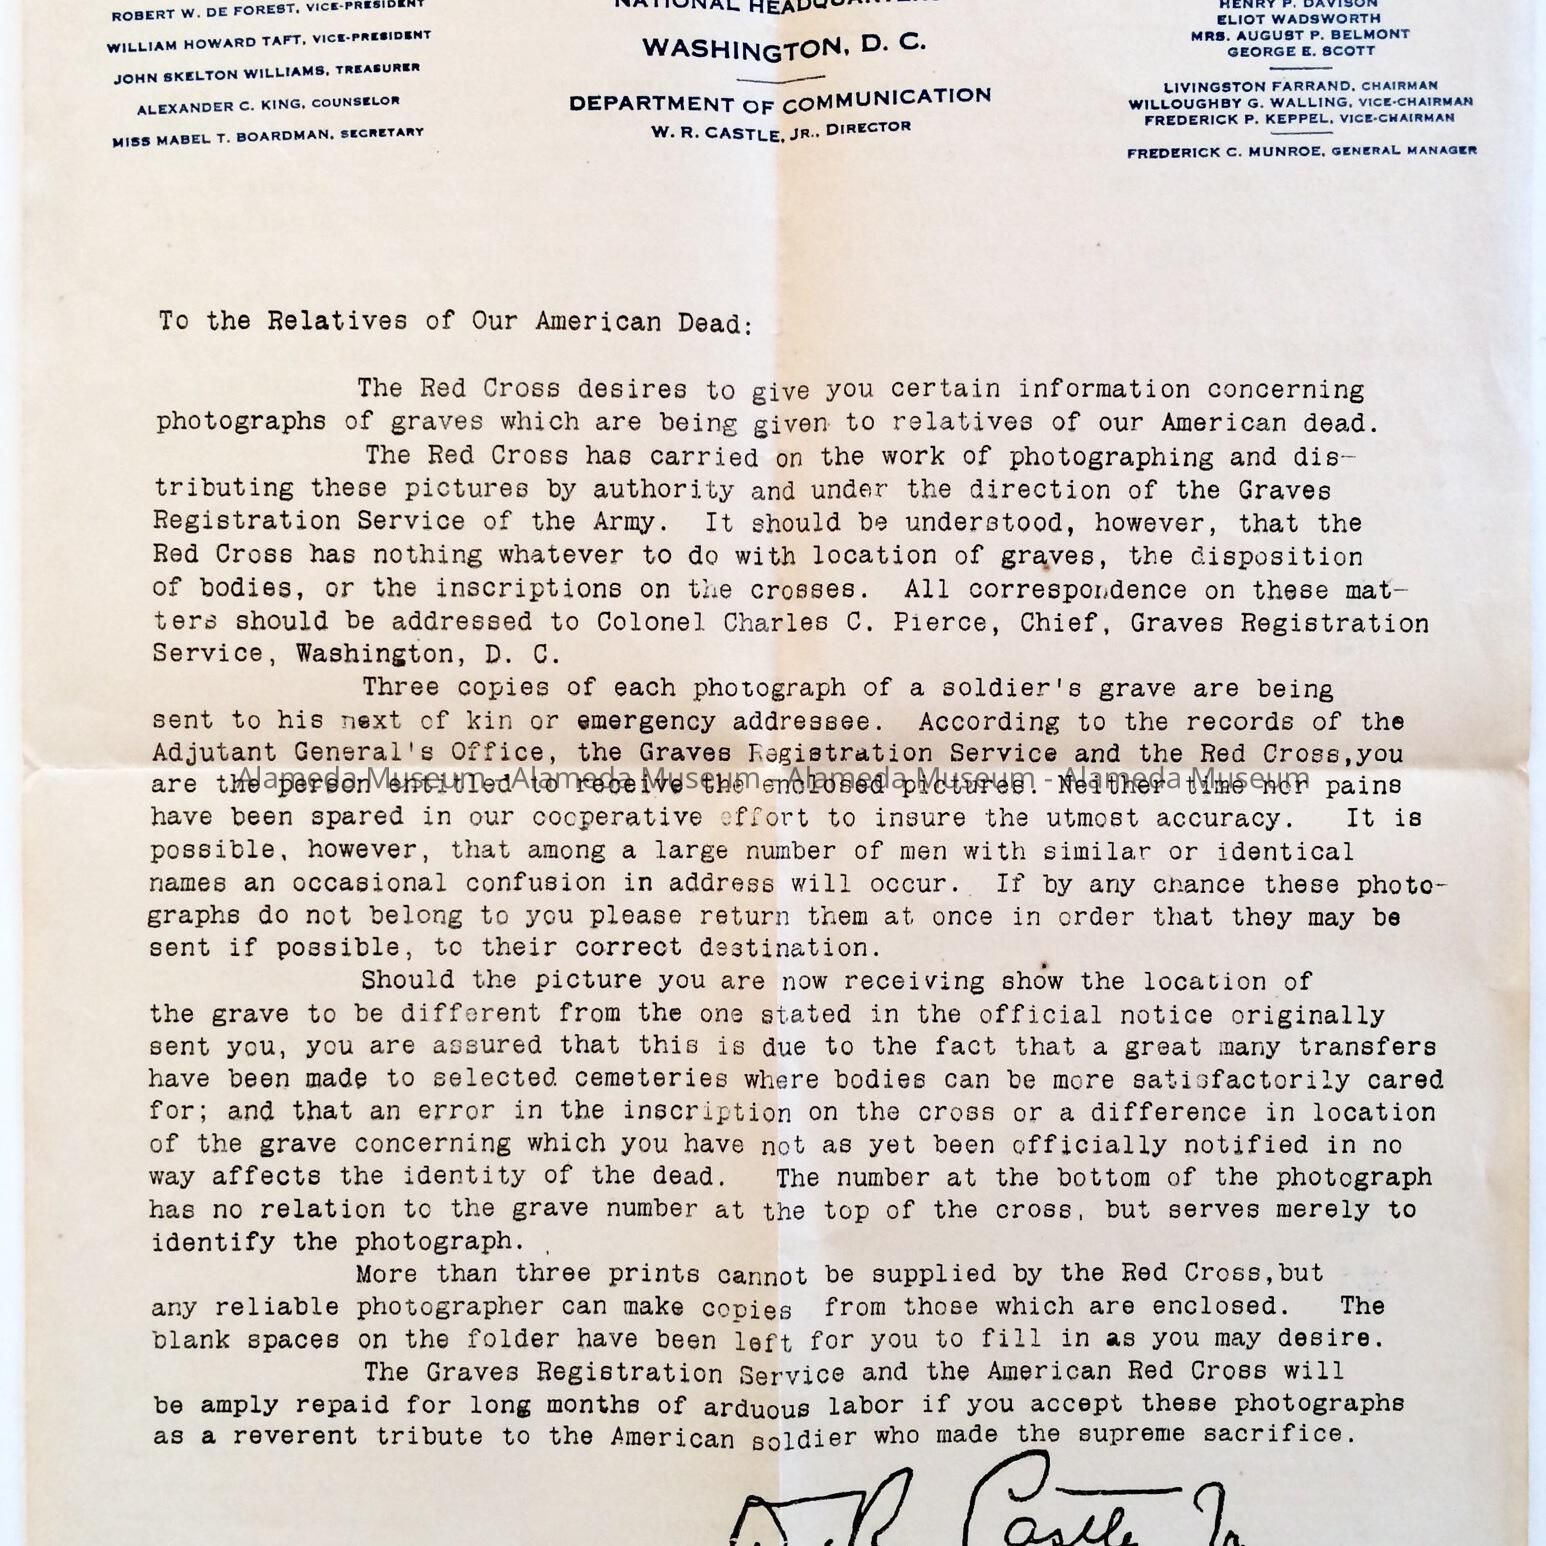 ROBERT W. DE FOREST, VICE-PRESIDENT
WILLIAM HOWARD TAFT, VICE-PRESIDENT
JOHN SKELTON WILLIAMS, TREASURER
ALEXANDER C. KING, COUNSELOR
MISS MABEL T. BOARDMAN, SECRETARY
NATIONAL HEADQUARTERS
WASHINGTON, D. C.
DEPARTMENT OF COMMUNICATION
W. R. CASTLE, JR., DIRECTOR
HENRY P. DAVISON
ELIOT WADSWORTH
MRS. AUGUST P. BELMONT
GEORGE E. SCOTT
LIVINGSTON FARRAND, CHAIRMAN
WILLOUGHBY G. WALLING, VICE-CHAIRMAN
FREDERICK P. KEPPEL, VICE-CHAIRMAN
FREDERICK C. MUNROE, GENERAL MANAGER
To the Relatives of Our American Dead:
The Red Cross desires to give you certain information concerning
photographs of graves which are being given to relatives of our American dead.
The Red Cross has carried on the work of photographing and dis-
tributing these pictures by authority and under the direction of the Graves
Registration Service of the Army. It should be understood, however, that the
Red Cross has nothing whatever to do with location of graves, the disposition
of bodies, or the inscriptions on the crosses. All correspondence on these mat-
ters should be addressed to Colonel Charles C. Pierce, Chief, Graves Registration
Service, Washington, D. C.
Three copies of each photograph of a soldier's grave are being
sent to his next of kin or emergency addressee. According to the records of the
Adjutant General's Office, the Graves Registration Service and the Red Cross,you
are the person entitled to receive the enclosed pictures. Neither time nor pains
Alameda Museum - Alameda Museum - Alameda Museum - Alameda Museum
have been spared in our cooperative effort to insure the utmost accuracy. It is
possible, however, that among a large number of men with similar or identical
names an occasional confusion in address will occur. If by any chance these photo-
graphs do not belong to you please return them at once in order that they may be
sent if possible, to their correct destination.
Should the picture you are now receiving show the location of
the grave to be different from the one stated in the official notice originally
sent you, you are assured that this is due to the fact that a great many transfers
have been made to selected cemeteries where bodies can be more satisfactorily cared
for; and that an error in the inscription on the cross or a difference in location
of the grave concerning which you have not as yet been officially notified in no
way affects the identity of the dead. The number at the bottom of the photograph
has no relation to the grave number at the top of the cross, but serves merely to
identify the photograph.
More than three prints cannot be supplied by the Red Cross,but
any reliable photographer can make copies from those which are enclosed. The
blank spaces on the folder have been left for you to fill in as you may desire.
The Graves Registration Service and the American Red Cross will
be amply repaid for long months of arduous labor if you accept these photographs
as a reverent tribute to the American soldier who made the supreme sacrifice.
W. R. Castle Jr